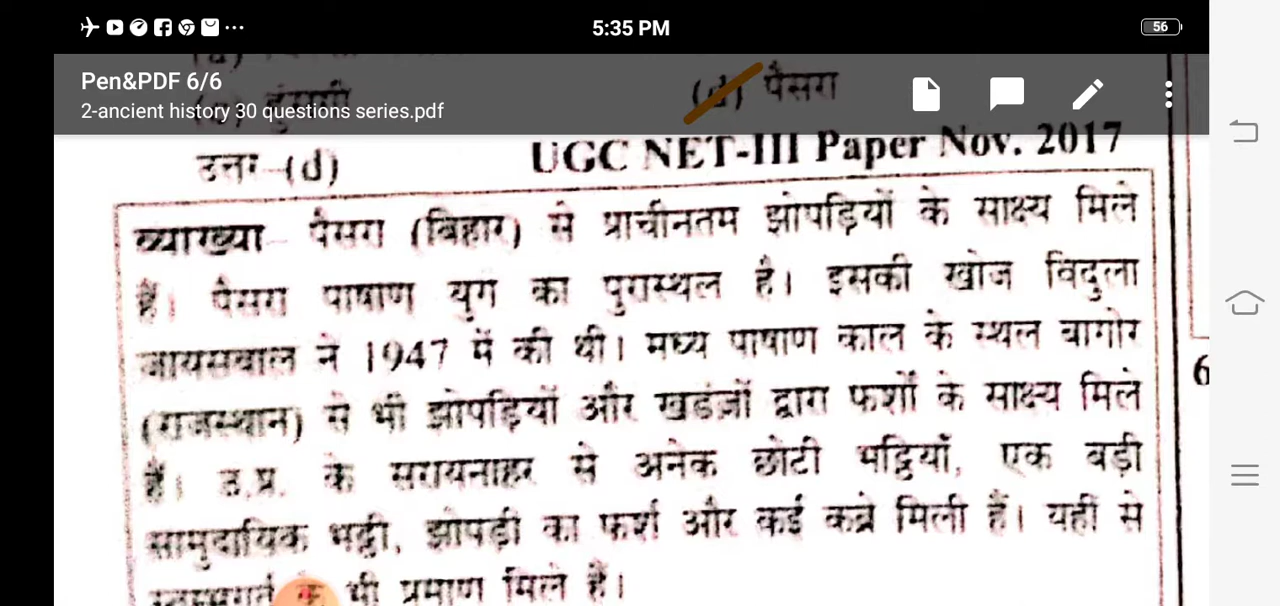 5:35 PM
56
Pen&PDF 6/6
2-ancient history 30 questions series.pdf
(d) पैसरा
उत्तर–(d) UGC NET-III Paper Nov. 2017
व्याख्या– पैसरा (बिहार) से प्राचीनतम झोपड़ियों के साक्ष्य मिले
हैं। पैसरा पाषाण युग का पुरास्थल है। इसकी खोज विदुला
जायसवाल ने 1947 में की थी। मध्य पाषाण काल के स्थल बागोर
(राजस्थान) से भी झोपड़ियों और खडंज़ों द्वारा फर्शों के साक्ष्य मिले
हैं। उ.प्र. के सरायनाहर से अनेक छोटी भट्ठियाँ, एक बड़ी
सामुदायिक भट्ठी, झोपड़ी का फर्श और कई कब्रे मिली हैं। यहीं से
के भी प्रमाण मिले हैं।
6